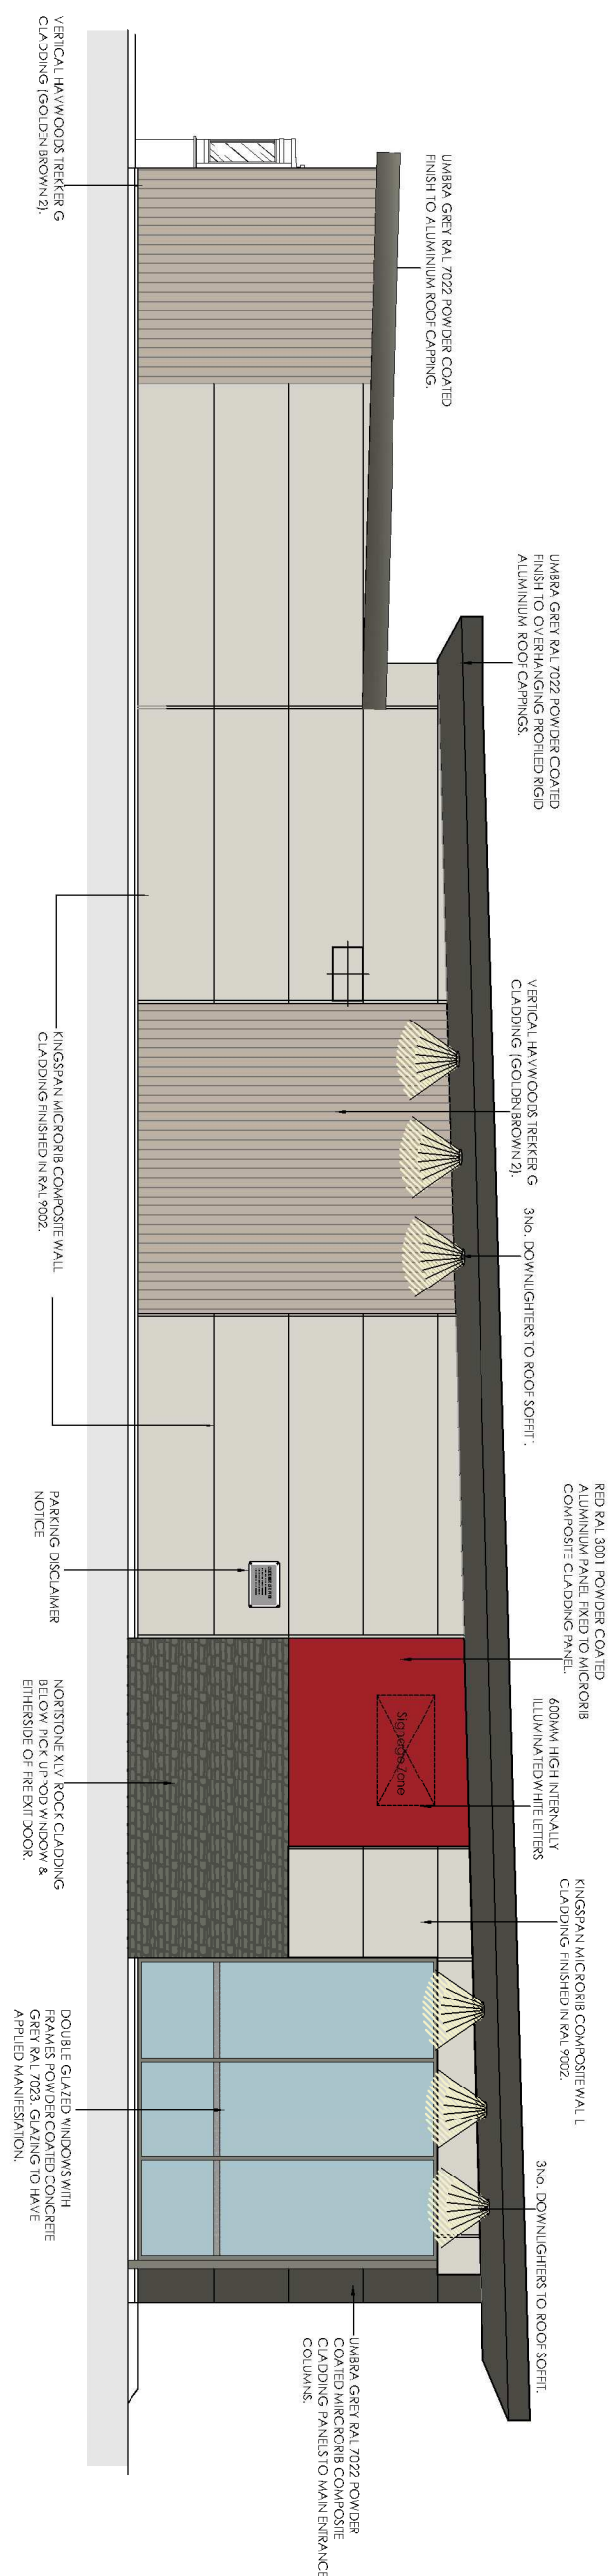 VERTICAL HAVWOODS TREKKER G
CLADDING (GOLDEN BROWN 2).
UMBRA GREY RAL 7022 POWDER COATED
FINISH TO ALUMINIUM ROOF CAPPING.
UMBRA GREY RAL 7022 POWDER COATED
FINISH TO OVERHANGING PROFILED RIGID
ALUMINIUM ROOF CAPPINGS.
VERTICAL HAVWOODS TREKKER G
CLADDING (GOLDEN BROWN 2).
KINGSPAN MICRORIB COMPOSITE WALL
CLADDING FINISHED IN RAL 9002.
3No. DOWNLIGHTERS TO ROOF SOFFIT.
RED RAL 3001 POWDER COATED
ALUMINIUM PANEL FIXED TO MICRORIB
COMPOSITE CLADDING PANEL.
PARKING DISCLAIMER
NOTICE
600MM HIGH INTERNALLY
ILLUMINATED WHITE LETTERS
Signage Zone
NORTSTONE XLV ROCK CLADDING
BELOW PICK UP POD WINDOW &
EITHERSIDE OF FIRE EXIT DOOR.
KINGSPAN MICRORIB COMPOSITE WALL
CLADDING FINISHED IN RAL 9002.
DOUBLE GLAZED WINDOWS WITH
FRAMES POWDER COATED CONCRETE
GREY RAL 7023. GLAZING TO HAVE
APPLIED MANIFESTATION.
3No. DOWNLIGHTERS TO ROOF SOFFIT.
UMBRA GREY RAL 7022 POWDER
COATED MIRCRORIB COMPOSITE
CLADDING PANELS TO MAIN ENTRANCE
COLUMNS.